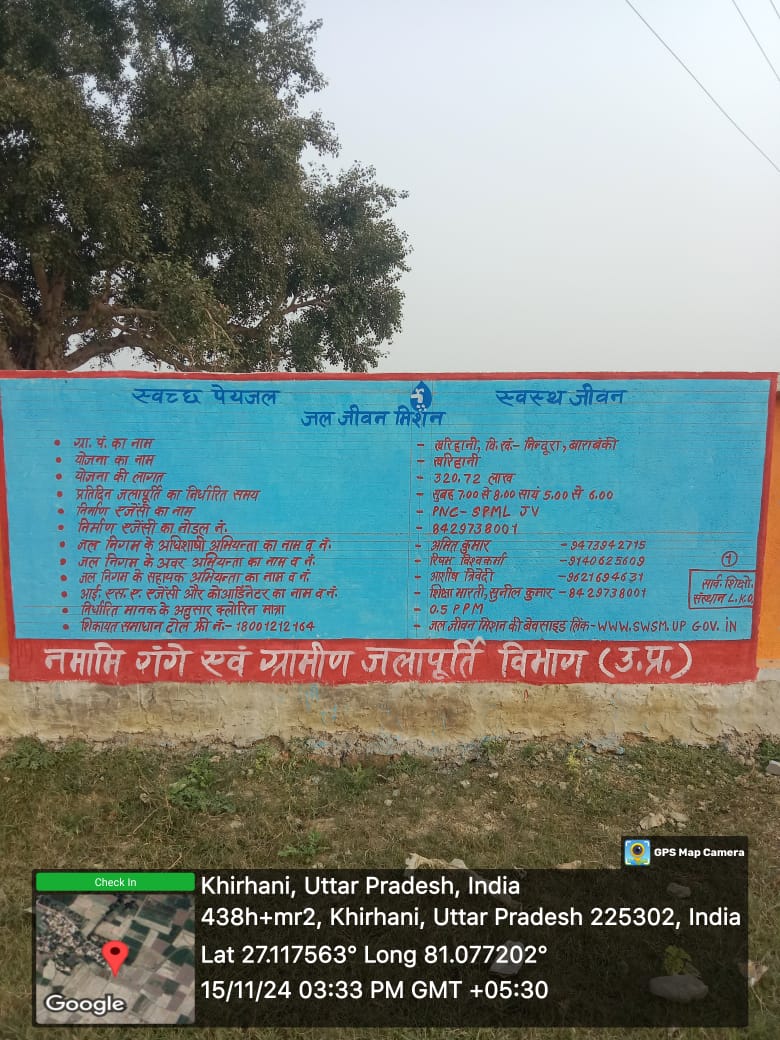 स्वच्छ पेयजल
स्वस्थ जीवन
जल जीवन मिशन
• ग्रा. पं. का नाम - खरिहानी, वि.खं.- निन्दूरा, बाराबंकी
• योजना का नाम - खरिहानी
• योजना की लागत - 320.72 लाख
• प्रतिदिन जलापूर्ति का निर्धारित समय - सुबह 7.00 से 8.00 सायं 5.00 से 6.00
• निर्माण एजेंसी का नाम - PNC-SPML JV
• निर्माण एजेंसी का नोडल नं. - 8429738001
• जल निगम के अधिशाषी अभियन्ता का नाम व नं. - अमित कुमार -9473942715
• जल निगम के अवर अभियन्ता का नाम व नं. - रिषभ विश्वकर्मा -9140625609
• जल निगम के सहायक अभियन्ता का नाम व नं. - आशीष त्रिवेदी -9621694631
• आई. एस. ए. एजेंसी और कोआर्डिनेटर का नाम व नं. - शिक्षा भारती, सुनील कुमार -8429738001
• निर्धारित मानक के अनुसार क्लोरिन मात्रा - 0.5 PPM
• शिकायत समाधान टोल फ्री नं.- 18001212164 - जल जीवन मिशन की बेवसाइड लिंक-WWW.SWSM.UP GOV. IN
1
सार्व. शिक्षो.
संस्थान L.K.O.
नमामि गंगे एवं ग्रामीण जलापूर्ति विभाग (उ.प्र.)
GPS Map Camera
Check In
Google
Khirhani, Uttar Pradesh, India
438h+mr2, Khirhani, Uttar Pradesh 225302, India
Lat 27.117563° Long 81.077202°
15/11/24 03:33 PM GMT +05:30